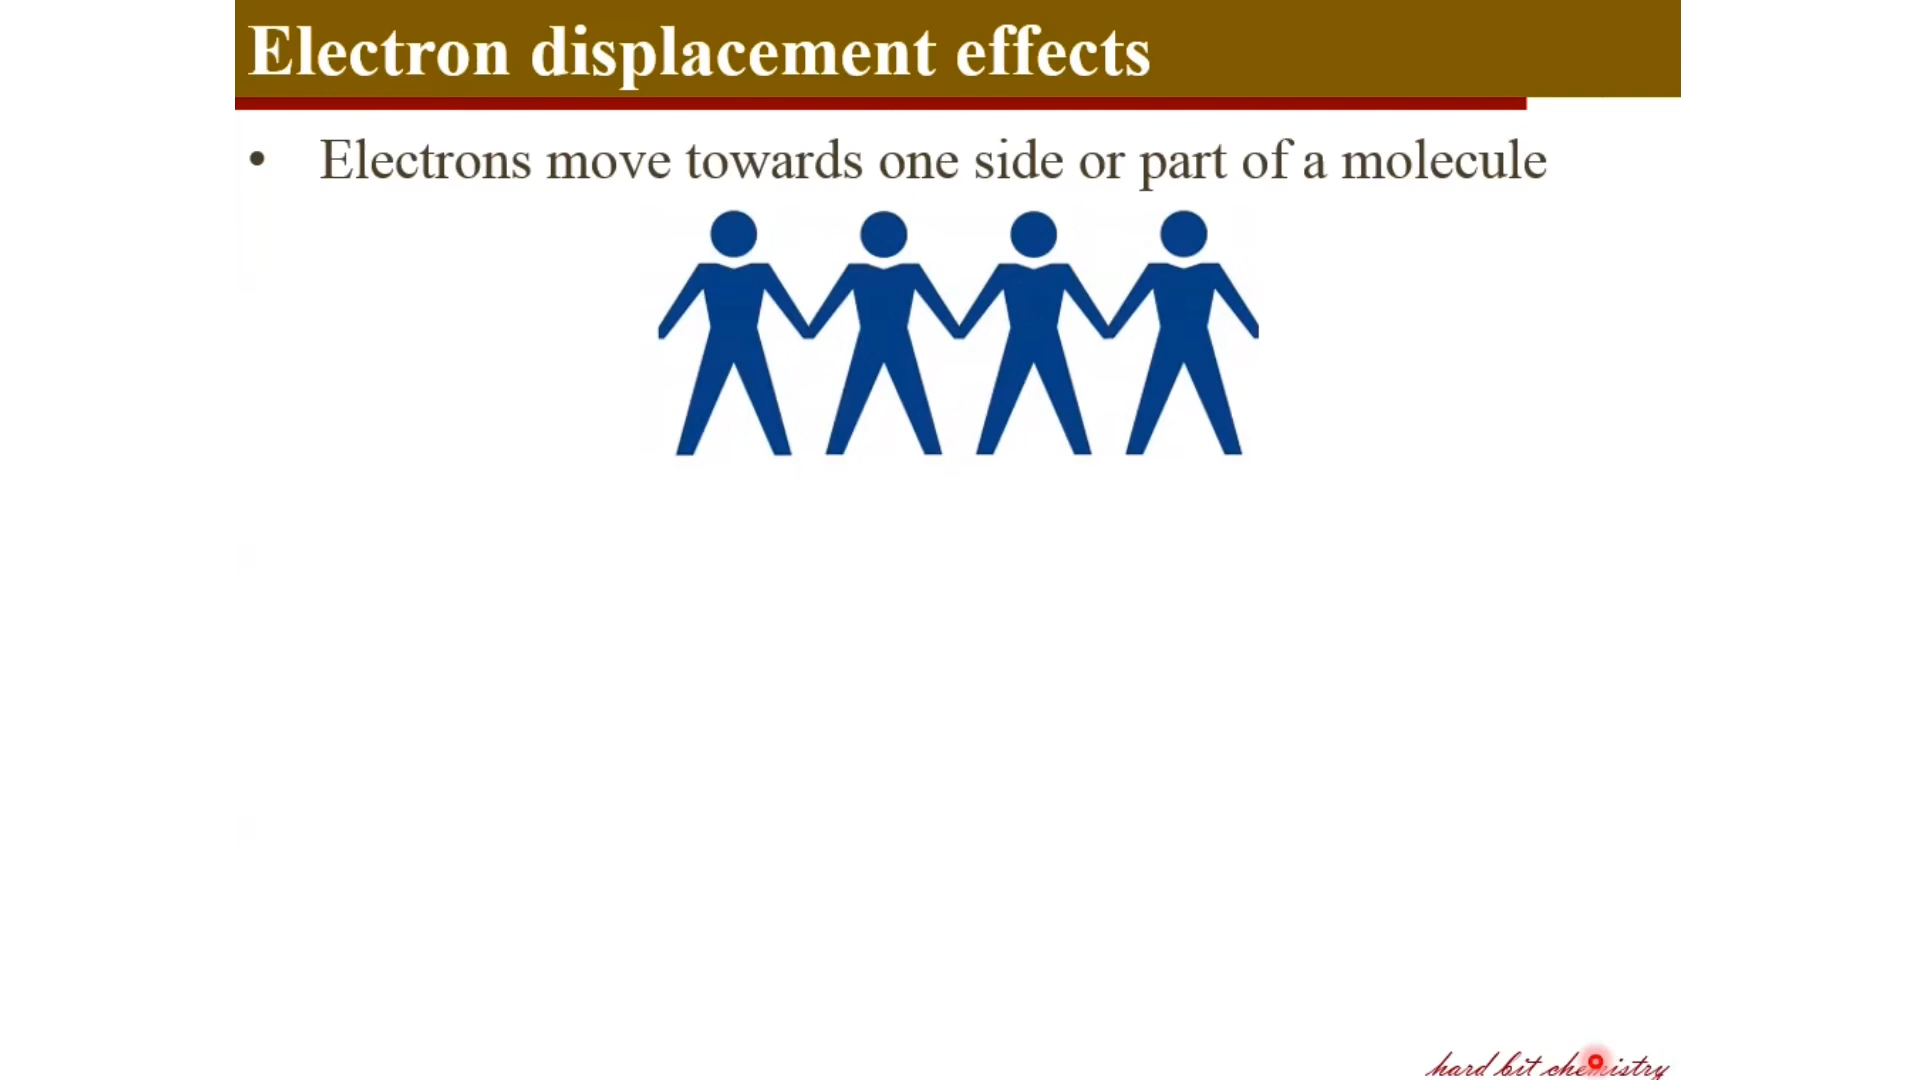 Electron displacement effects
• Electrons move towards one side or part of a molecule
hard bit chemistry